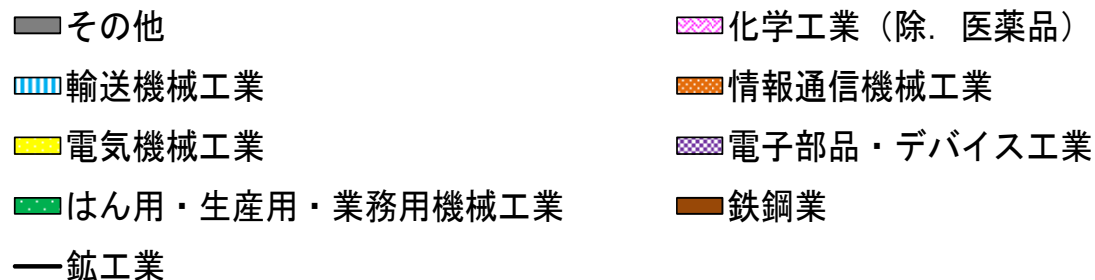 その他
化学工業（除．医薬品）
輸送機械工業
情報通信機械工業
電気機械工業
電子部品・デバイス工業
はん用・生産用・業務用機械工業
鉄鋼業
鉱工業